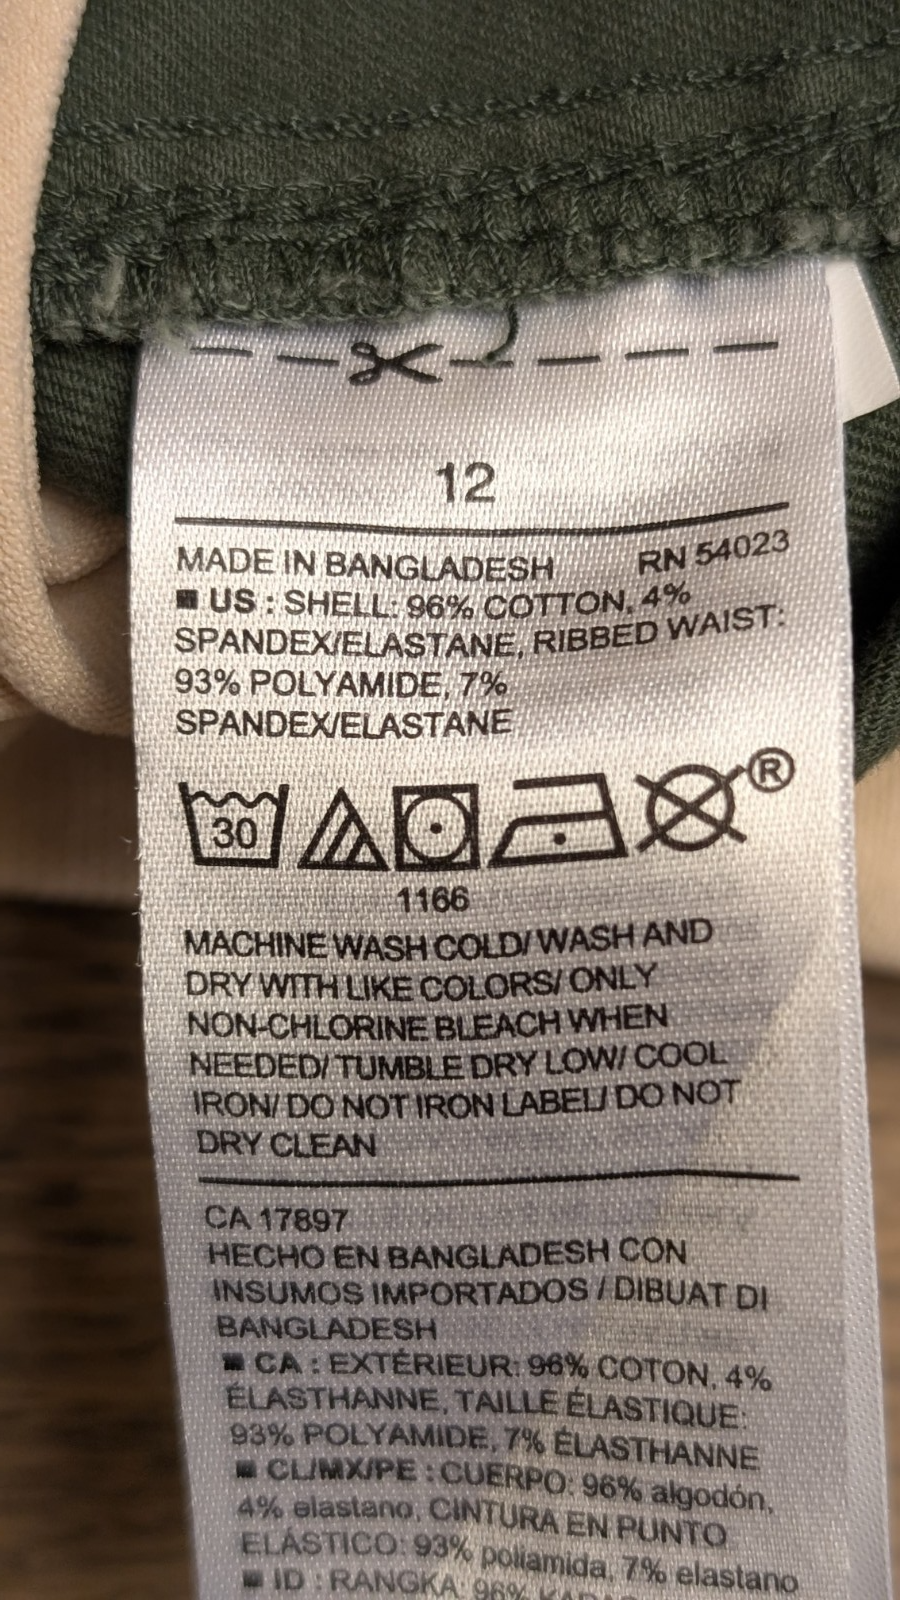 12
MADE IN BANGLADESH RN 54023
■ US : SHELL: 96% COTTON, 4%
SPANDEX/ELASTANE, RIBBED WAIST:
93% POLYAMIDE, 7%
SPANDEX/ELASTANE
30 ®
1166
MACHINE WASH COLD/ WASH AND
DRY WITH LIKE COLORS/ ONLY
NON-CHLORINE BLEACH WHEN
NEEDED/ TUMBLE DRY LOW/ COOL
IRON/ DO NOT IRON LABEL/ DO NOT
DRY CLEAN
CA 17897
HECHO EN BANGLADESH CON
INSUMOS IMPORTADOS / DIBUAT DI
BANGLADESH
■ CA : EXTÉRIEUR: 96% COTON, 4%
ÉLASTHANNE, TAILLE ÉLASTIQUE:
93% POLYAMIDE, 7% ÉLASTHANNE
■ CL/MX/PE : CUERPO: 96% algodón,
4% elastano, CINTURA EN PUNTO
ELÁSTICO: 93% poliamida, 7% elastano
■ ID : RANGKA: 96%